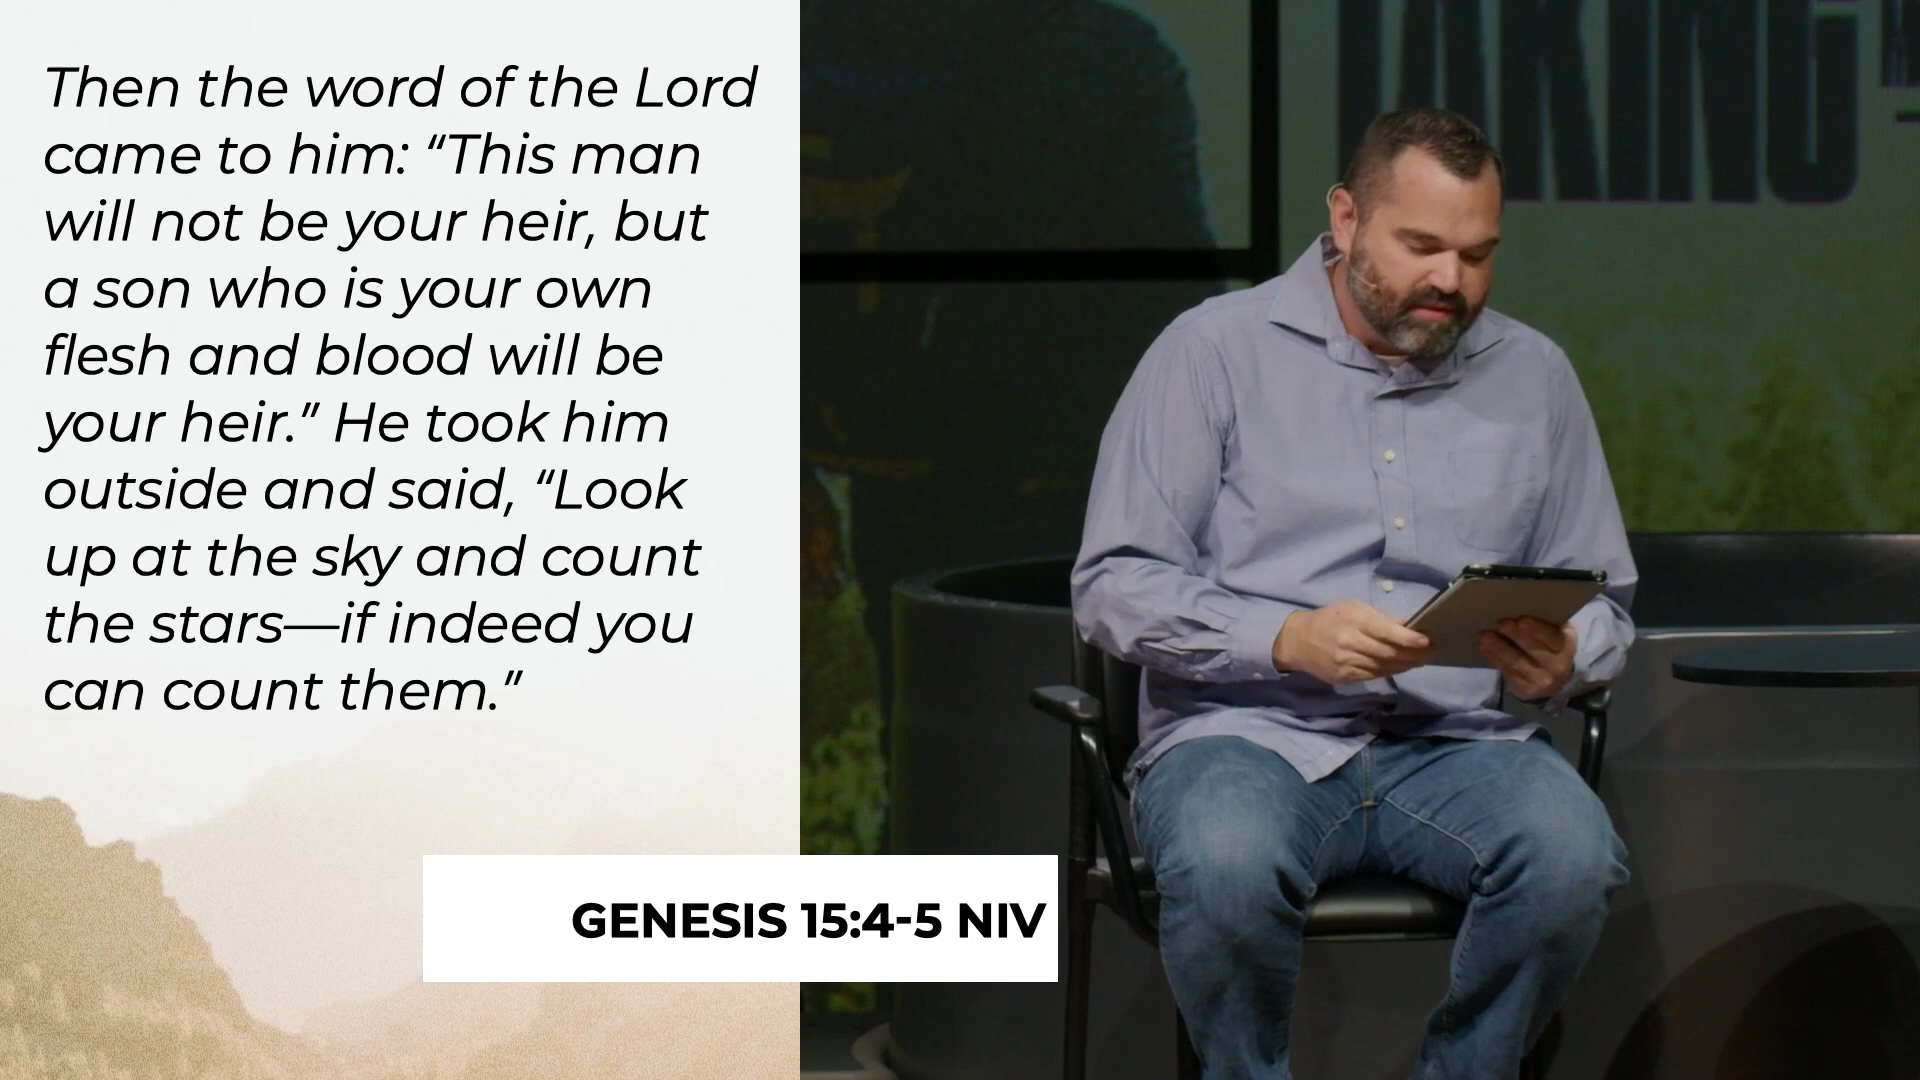 Then the word of the Lord
came to him: “This man
will not be your heir, but
a son who is your own
flesh and blood will be
your heir.” He took him
outside and said, “Look
up at the sky and count
the stars—if indeed you
can count them.”
GENESIS 15:4-5 NIV